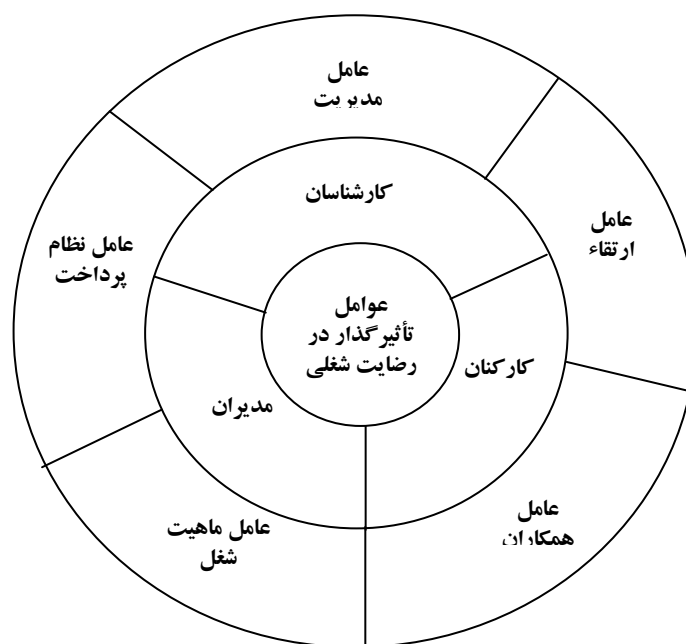 عامل
مدیریت
کارشناسان
عامل
ارتقاء
عامل نظام
پرداخت
عوامل
تأثیرگذار در
رضایت شغلی
کارکنان
مدیران
عامل
همکاران
عامل ماهیت
شغل